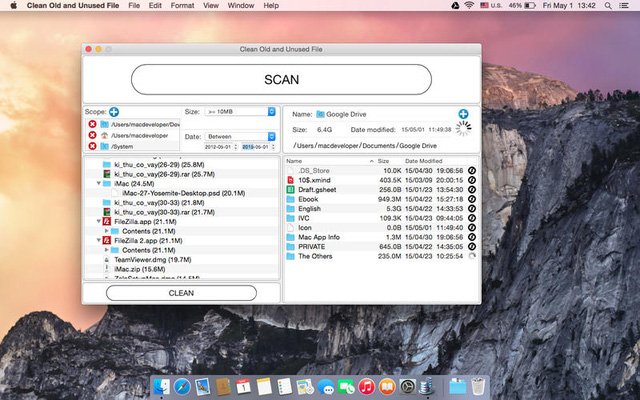 Clean Old and Unused File File Edit Format View Window Help U.S. 46% Fri May 1 13:42
Clean Old and Unused File
SCAN
Scope: Size: >= 10MB
/Users/macdeveloper/Dov
/Users/macdeveloper
/System
Date: Between
2012-05-01 2015-05-01
Name: Google Drive
Size: 6.4G Date modified: 15/05/01 11:49:38
/Users/macdeveloper/Documents/Google Drive
ki_thu_co_vay(26-29) (25.8M)
ki_thu_co_vay(26-29).rar (25.7M)
iMac (24.5M)
iMac-27-Yosemite-Desktop.psd (20.1M)
ki_thu_co_vay(30-33) (21.8M)
ki_thu_co_vay(30-33).rar (21.7M)
FileZilla.app (21.1M)
Contents (21.1M)
FileZilla 2.app (21.1M)
Contents (21.1M)
TeamViewer.dmg (19.7M)
iMac.zip (15.6M)
CLEAN
Name Size Date Modified
.DS_Store 10.0K 15/04/30 19:06:56
10$.xmind 403.5K 15/03/09 20:00:15
Draft.gsheet 256.0B 15/01/23 13:54:30
Ebook 949.3M 15/04/22 15:27:18
English 5.3G 15/04/22 14:33:53
IVC 109.3K 15/04/23 09:44:05
Icon 0.0B 15/05/01 11:49:40
Mac App Info 1.3M 15/04/30 19:06:56
PRIVATE 645.0B 15/04/22 14:35:05
The Others 235.0M 15/04/23 10:25:54